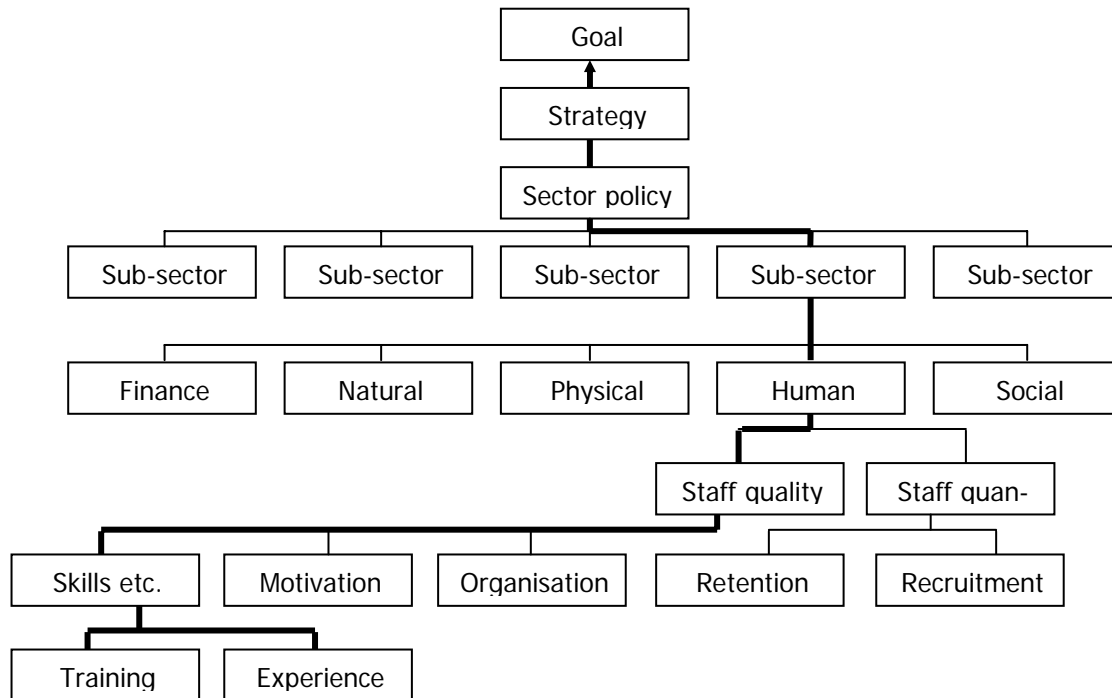 Goal
Strategy
Sector policy
Sub-sector Sub-sector Sub-sector Sub-sector Sub-sector
Finance Natural Physical Human Social
Staff quality Staff quan-
Skills etc. Motivation Organisation Retention Recruitment
Training Experience